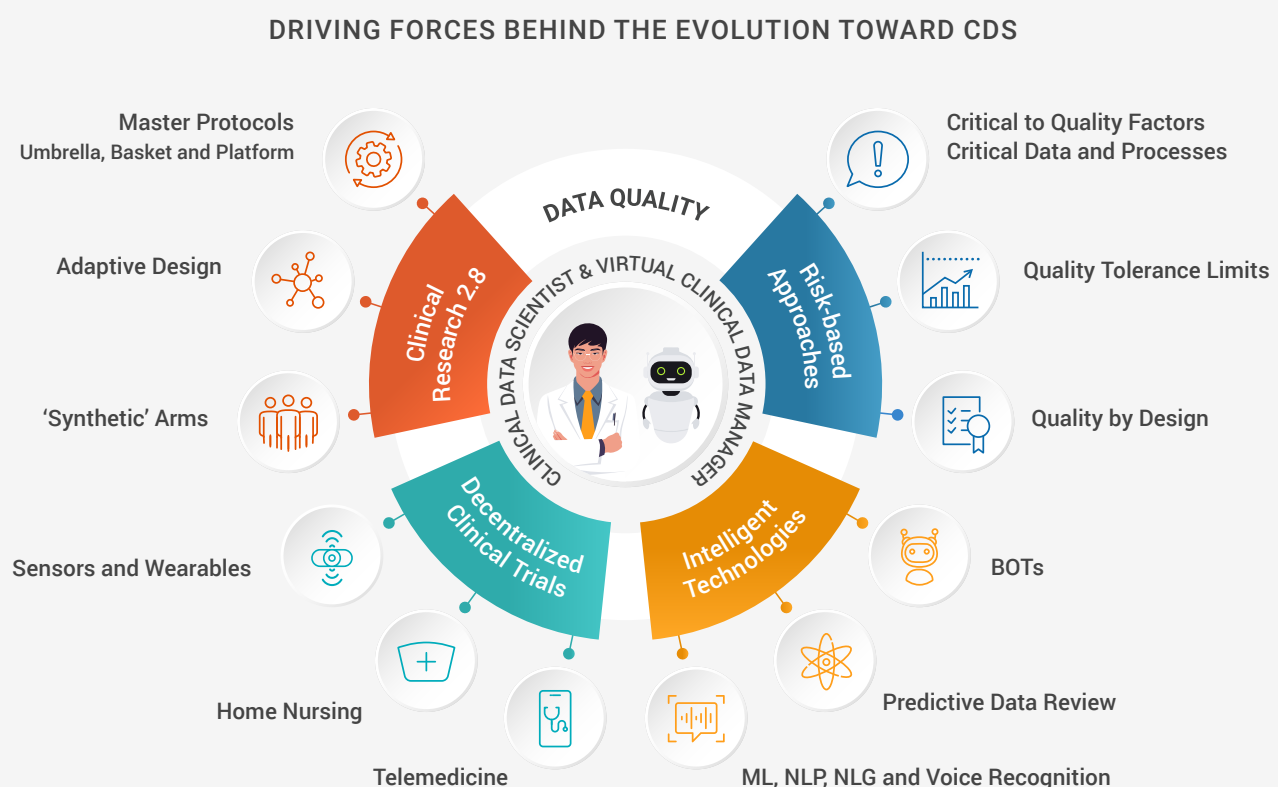 DRIVING FORCES BEHIND THE EVOLUTION TOWARD CDS
Master Protocols
Umbrella, Basket and Platform
Adaptive Design
‘Synthetic’ Arms
Sensors and Wearables
Home Nursing
Telemedicine
Clinical
Research 2.8
Decentralized
Clinical Trials
DATA QUALITY
CLINICAL DATA SCIENTIST & VIRTUAL CLINICAL DATA MANAGER
Risk-based
Approaches
Intelligent
Technologies
Critical to Quality Factors
Critical Data and Processes
Quality Tolerance Limits
Quality by Design
BOTs
Predictive Data Review
ML, NLP, NLG and Voice Recognition